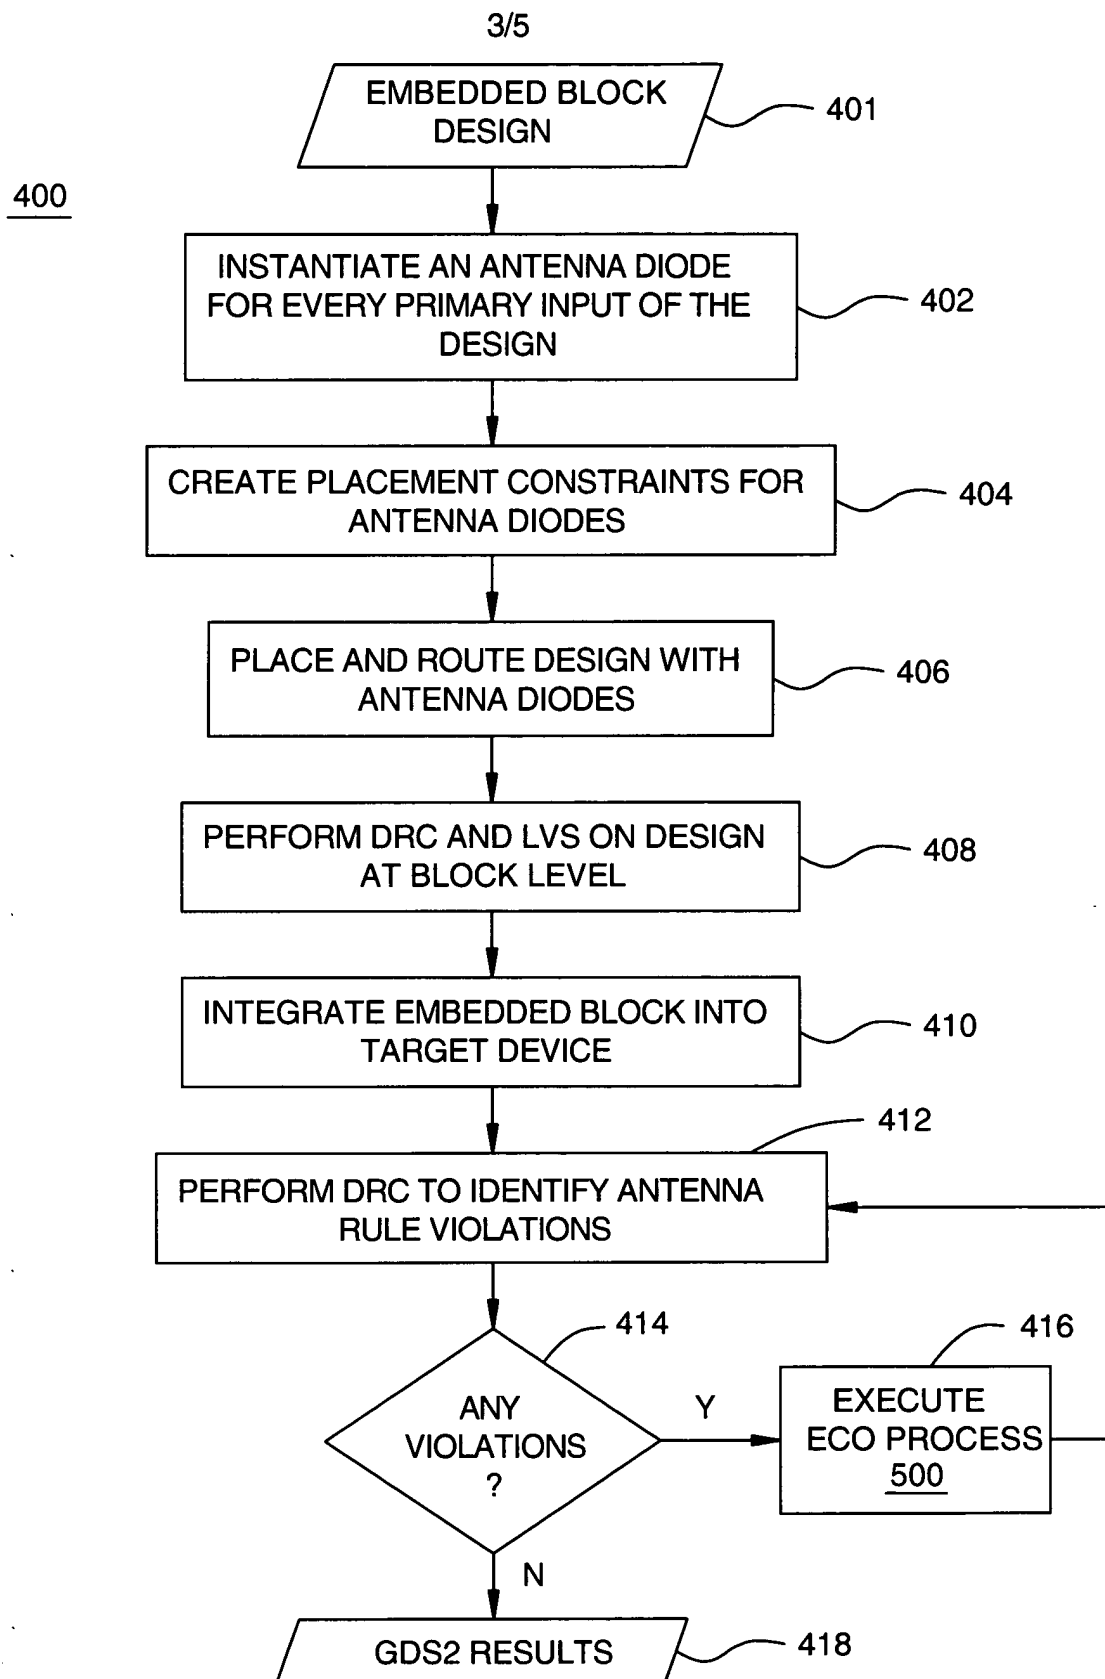 3/5
EMBEDDED BLOCK
DESIGN
401
400
INSTANTIATE AN ANTENNA DIODE
FOR EVERY PRIMARY INPUT OF THE
DESIGN
402
CREATE PLACEMENT CONSTRAINTS FOR
ANTENNA DIODES
404
PLACE AND ROUTE DESIGN WITH
ANTENNA DIODES
406
PERFORM DRC AND LVS ON DESIGN
AT BLOCK LEVEL
408
INTEGRATE EMBEDDED BLOCK INTO
TARGET DEVICE
410
412
PERFORM DRC TO IDENTIFY ANTENNA
RULE VIOLATIONS
414
ANY
VIOLATIONS
?
Y
416
EXECUTE
ECO PROCESS
500
N
GDS2 RESULTS
418